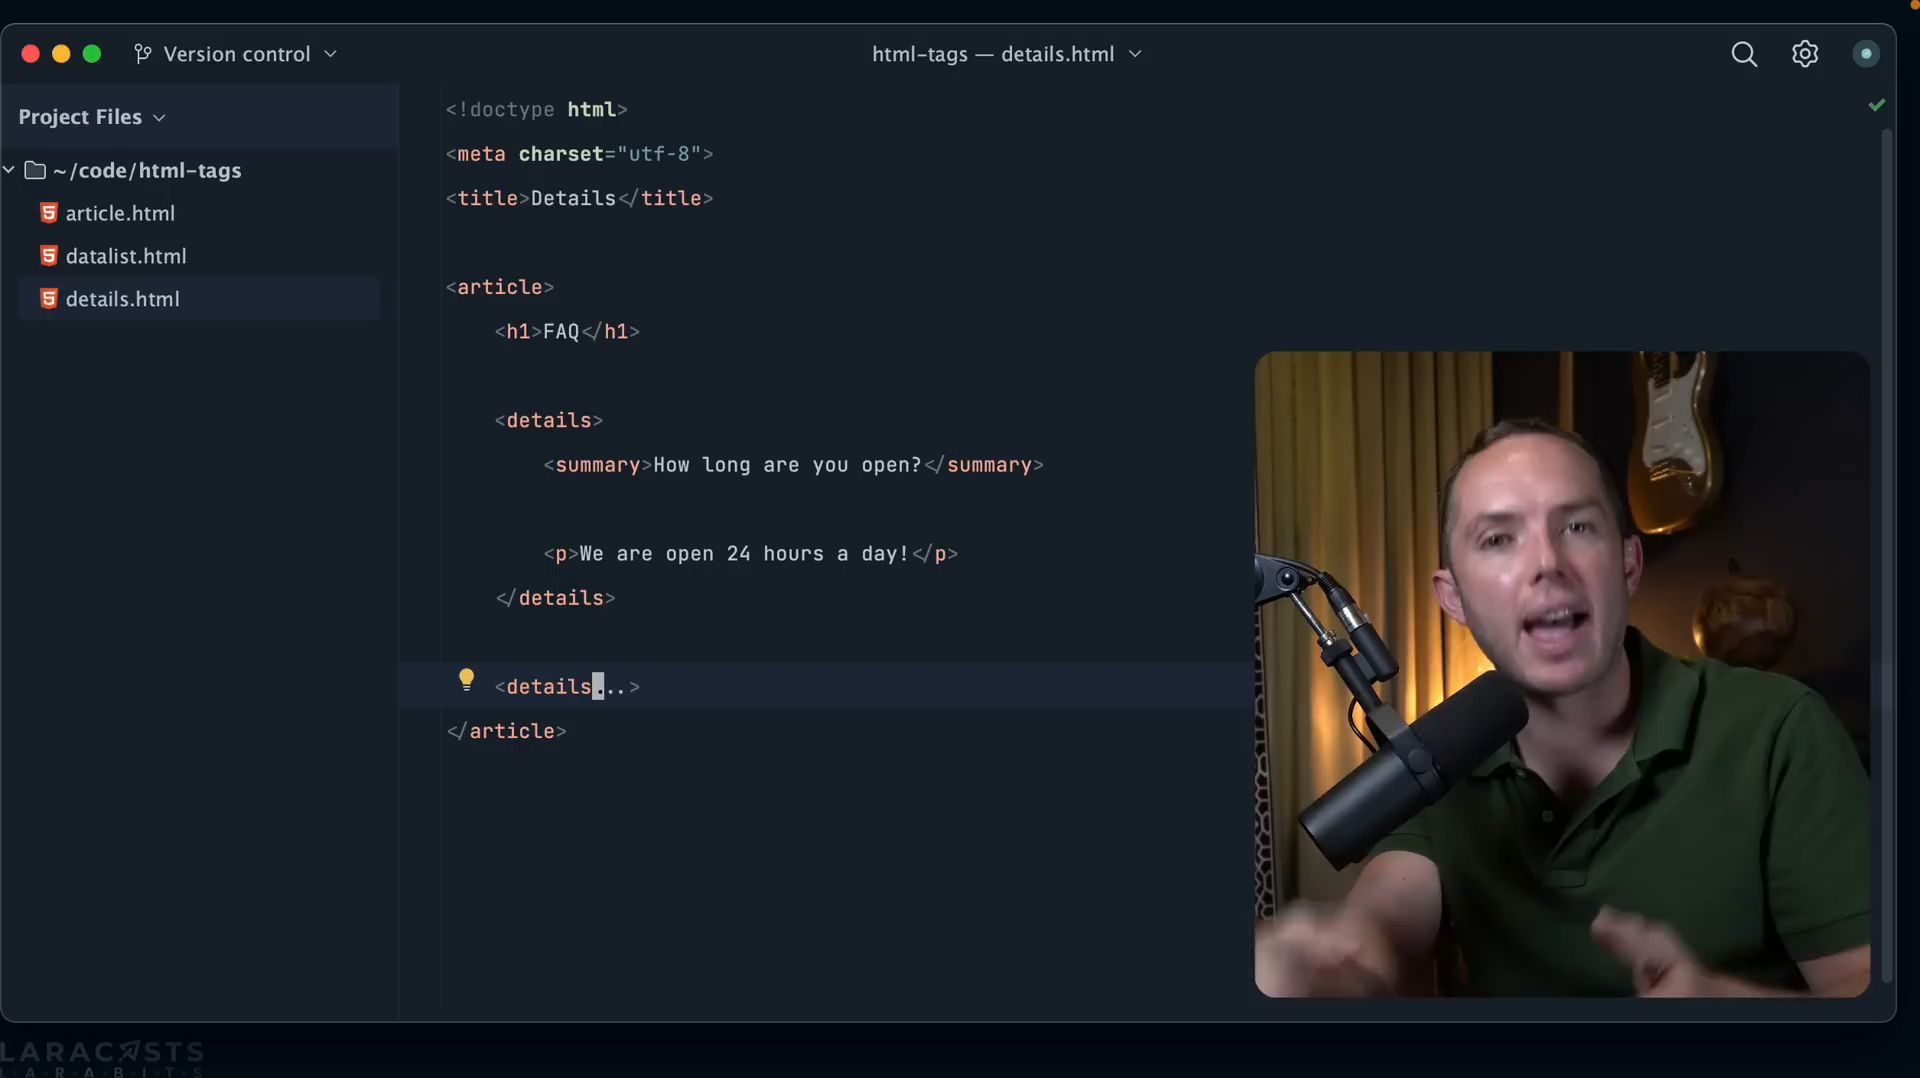 Version control
html-tags — details.html
Project Files
~/code/html-tags
article.html
datalist.html
details.html
<!doctype html>
<meta charset="utf-8">
<title>Details</title>
<article>
<h1>FAQ</h1>
<details>
<summary>How long are you open?</summary>
<p>We are open 24 hours a day!</p>
</details>
<details...>
</article>
LARACASTS
LARABITS